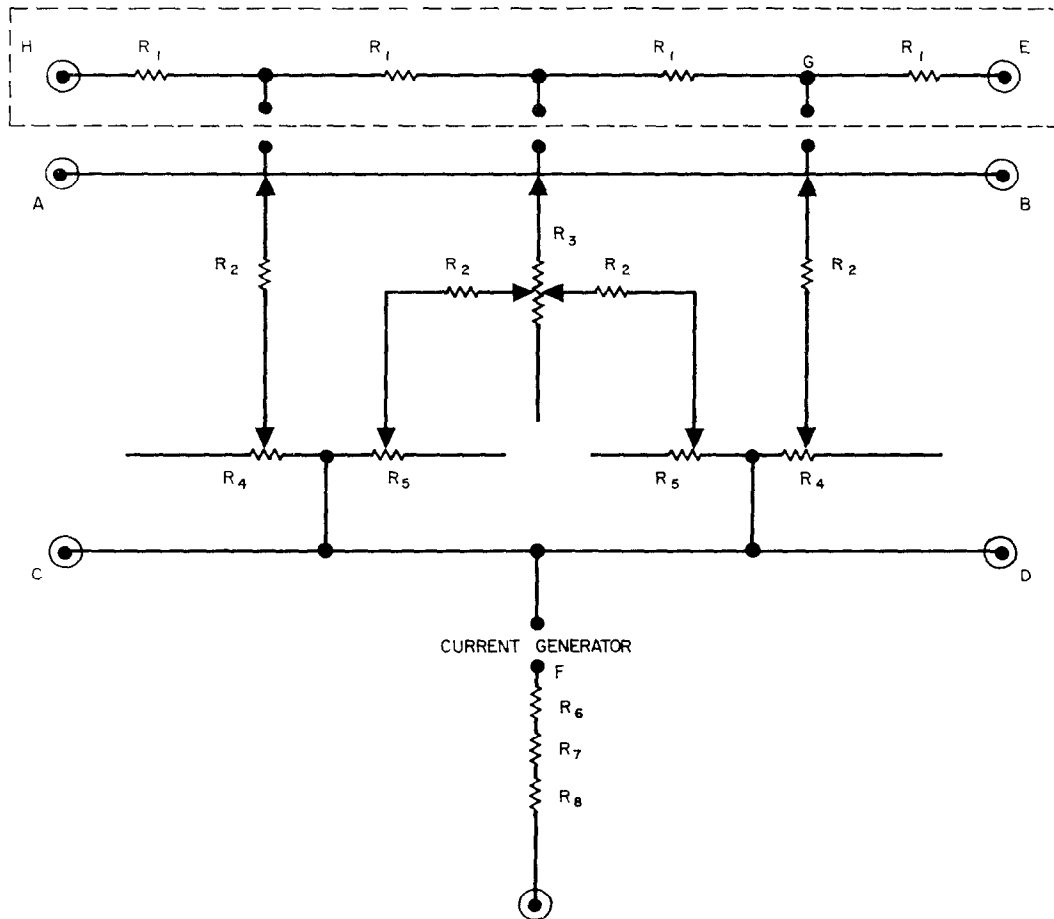 H R1 R1 R1 G R1 E
A B
R3
R2 R2 R2 R2
R4 R5 R5 R4
C D
CURRENT GENERATOR
F
R6
R7
R8